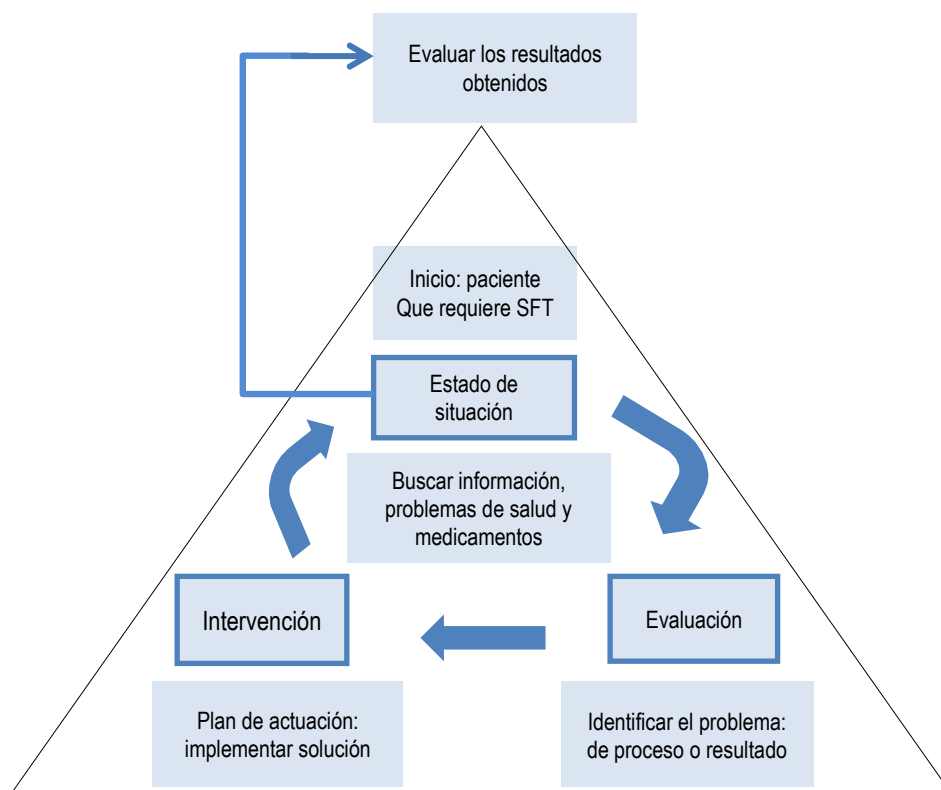 Evaluar los resultados
obtenidos
Inicio: paciente
Que requiere SFT
Estado de
situación
Buscar información,
problemas de salud y
medicamentos
Intervención
Evaluación
Plan de actuación:
implementar solución
Identificar el problema:
de proceso o resultado